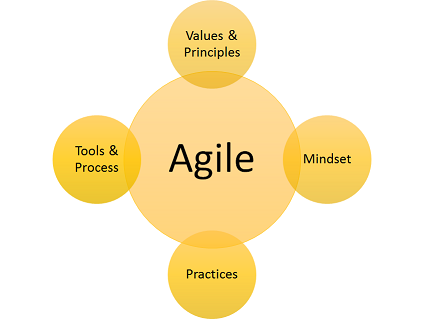 Values &
Principles
Tools &
Process
Agile
Mindset
Practices